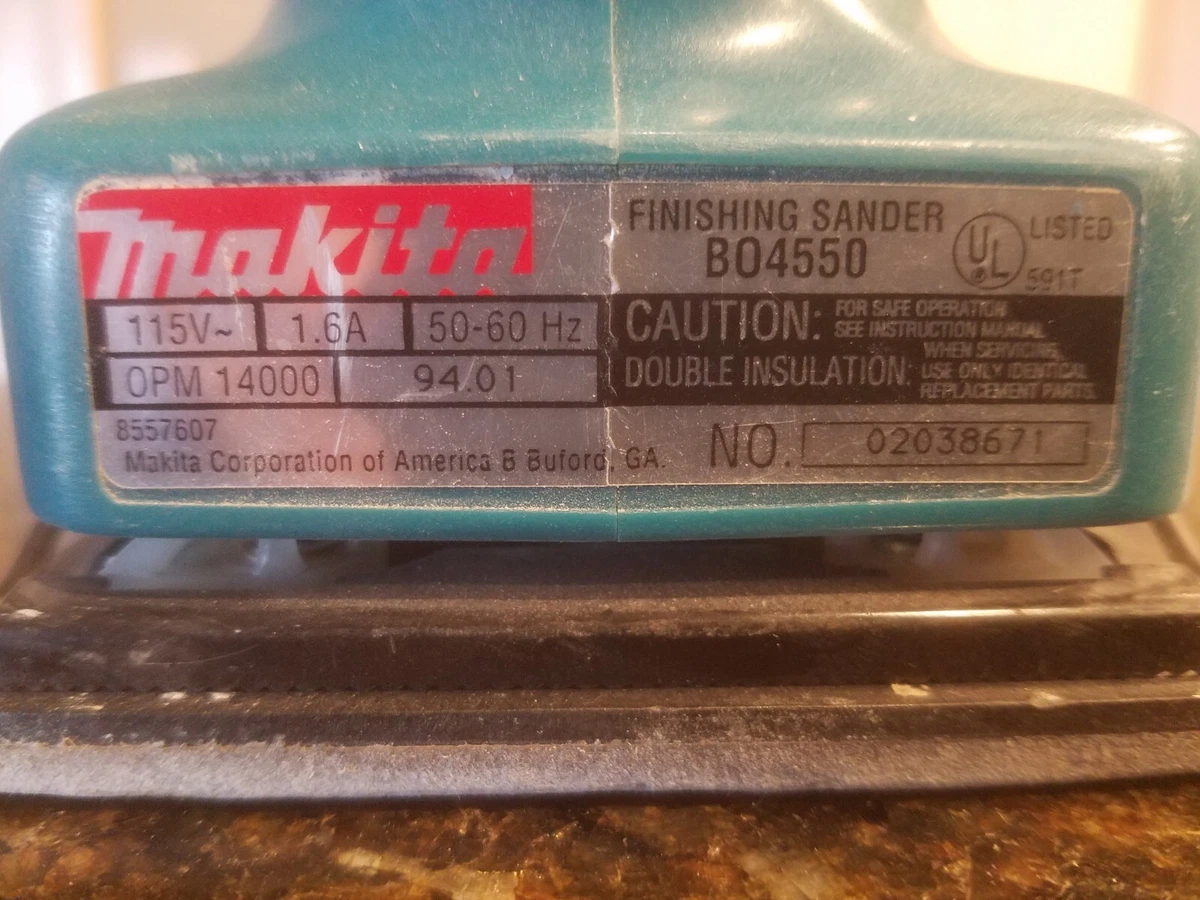 makita
FINISHING SANDER
BO4550
UL
LISTED
591T
115V~ 1.6A 50-60 Hz
OPM 14000 94.01
CAUTION: FOR SAFE OPERATION
SEE INSTRUCTION MANUAL
DOUBLE INSULATION: WHEN SERVICING,
USE ONLY IDENTICAL
REPLACEMENT PARTS.
8557607
Makita Corporation of America B Buford, GA.
NO. 02038671